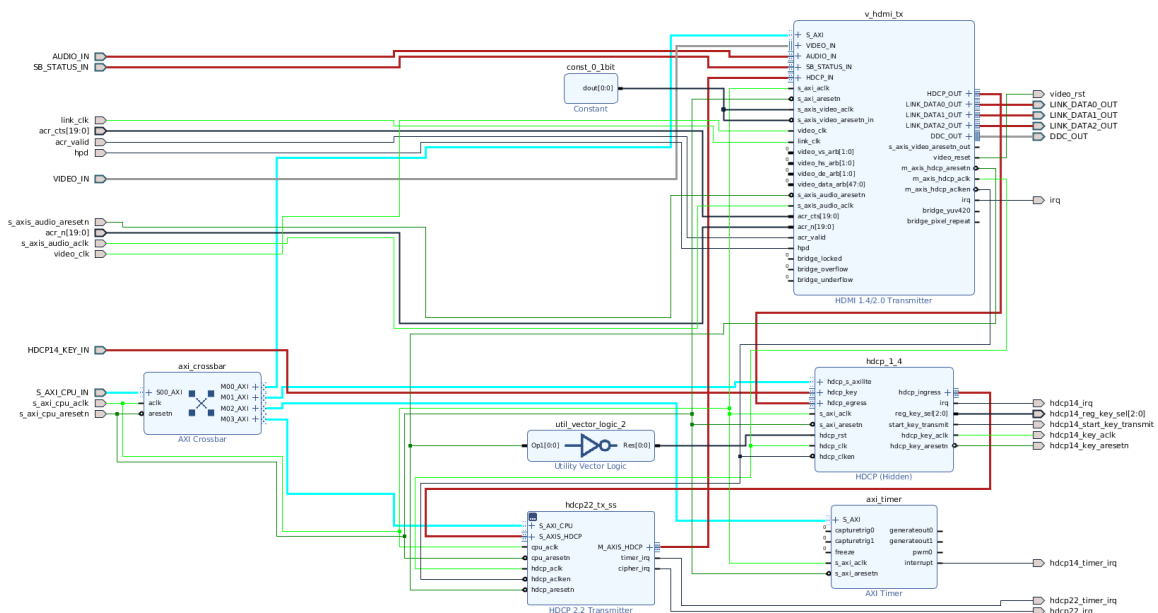 v_hdmi_tx
S_AXI
VIDEO_IN
AUDIO_IN
SB_STATUS_IN
HDCP_IN
s_axi_aclk
s_axi_aresetn
s_axis_video_aclk
s_axis_video_aresetn_in
video_clk
link_clk
video_vs_arb[1:0]
video_hs_arb[1:0]
video_de_arb[1:0]
video_data_arb[47:0]
s_axis_audio_aresetn
s_axis_audio_aclk
acr_cts[19:0]
acr_n[19:0]
acr_valid
hpd
bridge_locked
bridge_overflow
bridge_underflow
HDCP_OUT
LINK_DATA0_OUT
LINK_DATA1_OUT
LINK_DATA2_OUT
DDC_OUT
s_axis_video_aresetn_out
video_reset
m_axis_hdcp_aresetn
m_axis_hdcp_aclk
m_axis_hdcp_aclken
irq
bridge_yuv420
bridge_pixel_repeat
HDMI 1.4/2.0 Transmitter
AUDIO_IN
SB_STATUS_IN
const_0_1bit
dout[0:0]
Constant
link_clk
acr_cts[19:0]
acr_valid
hpd
VIDEO_IN
s_axis_audio_aresetn
acr_n[19:0]
s_axis_audio_aclk
video_clk
video_rst
LINK_DATA0_OUT
LINK_DATA1_OUT
LINK_DATA2_OUT
DDC_OUT
irq
HDCP14_KEY_IN
S_AXI_CPU_IN
s_axi_cpu_aclk
s_axi_cpu_aresetn
axi_crossbar
S00_AXI
aclk
aresetn
M00_AXI
M01_AXI
M02_AXI
M03_AXI
AXI Crossbar
util_vector_logic_2
Op1[0:0]
Res[0:0]
Utility Vector Logic
hdcp_1_4
hdcp_s_axilite
hdcp_key
hdcp_egress
s_axi_aclk
s_axi_aresetn
hdcp_rst
hdcp_clk
hdcp_clken
hdcp_ingress
irq
reg_key_sel[2:0]
start_key_transmit
hdcp_key_aclk
hdcp_key_aresetn
HDCP (Hidden)
hdcp14_irq
hdcp14_reg_key_sel[2:0]
hdcp14_start_key_transmit
hdcp14_key_aclk
hdcp14_key_aresetn
hdcp22_tx_ss
S_AXI_CPU
S_AXIS_HDCP
cpu_aclk
cpu_aresetn
hdcp_aclk
hdcp_aclken
hdcp_aresetn
M_AXIS_HDCP
timer_irq
cipher_irq
HDCP 2.2 Transmitter
axi_timer
S_AXI
capturetrig0
capturetrig1
freeze
s_axi_aclk
s_axi_aresetn
generateout0
generateout1
pwm0
interrupt
AXI Timer
hdcp14_timer_irq
hdcp22_timer_irq
hdcp22_irq